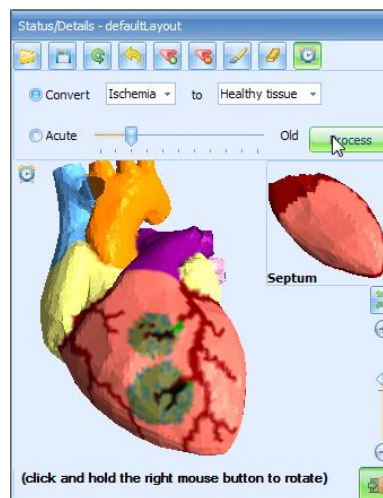 Status/Details - defaultLayout
Convert Ischemia to Healthy tissue
Acute Old Process
Septum
(click and hold the right mouse button to rotate)